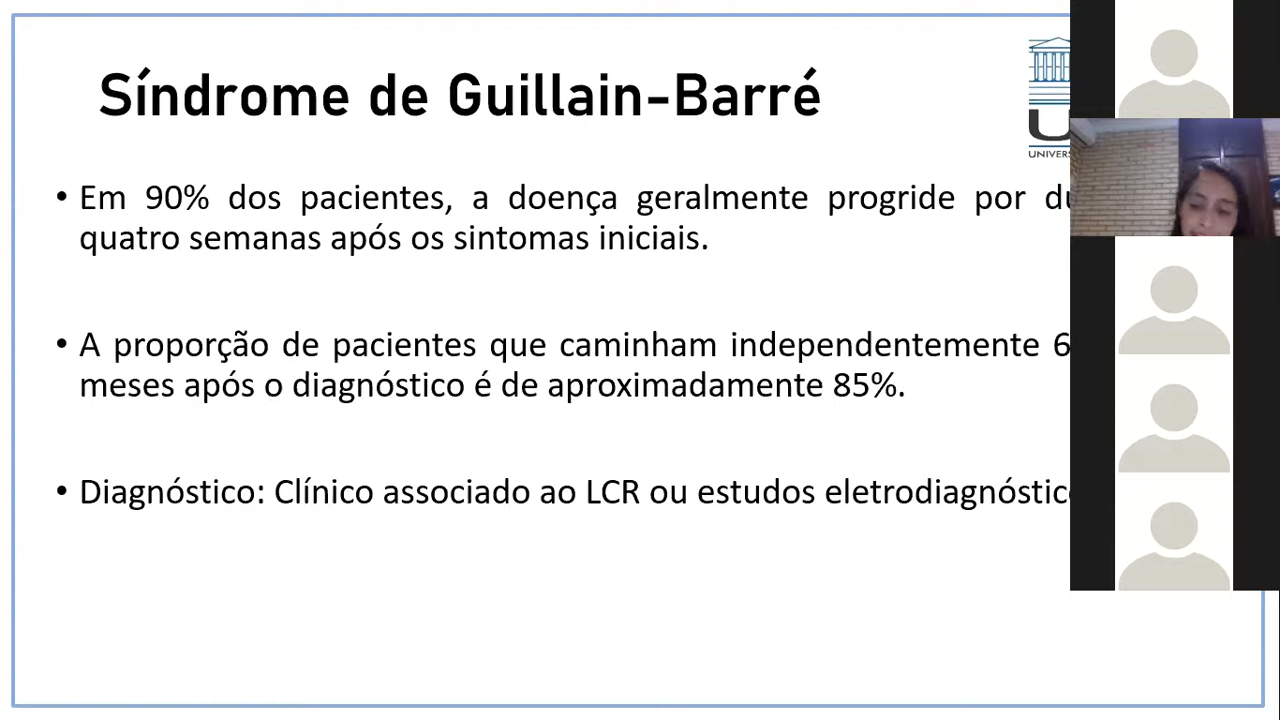 Síndrome de Guillain-Barré
U
UNIVERS
• Em 90% dos pacientes, a doença geralmente progride por du
quatro semanas após os sintomas iniciais.
• A proporção de pacientes que caminham independentemente 6
meses após o diagnóstico é de aproximadamente 85%.
• Diagnóstico: Clínico associado ao LCR ou estudos eletrodiagnóstic